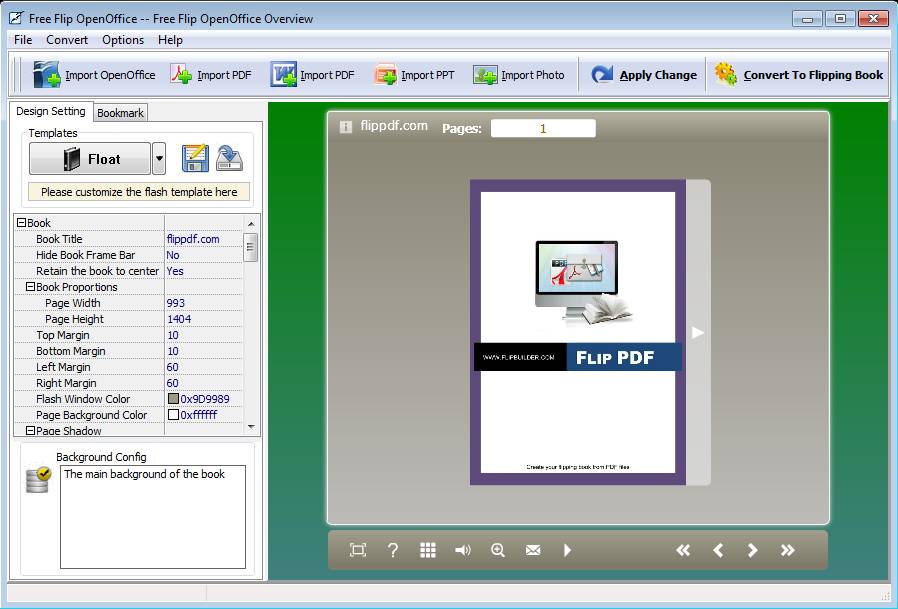 Free Flip OpenOffice -- Free Flip OpenOffice Overview
File Convert Options Help
Import OpenOffice Import PDF Import PDF Import PPT Import Photo Apply Change Convert To Flipping Book
Design Setting Bookmark
Templates
Float
Please customize the flash template here
Book
Book Title flippdf.com
Hide Book Frame Bar No
Retain the book to center Yes
Book Proportions
Page Width 993
Page Height 1404
Top Margin 10
Bottom Margin 10
Left Margin 60
Right Margin 60
Flash Window Color 0x9D9989
Page Background Color 0xffffff
Page Shadow
Background Config
The main background of the book
flippdf.com Pages: 1
PDF
WWW.FLIPBUILDER.COM FLIP PDF
Create your flipping book from PDF files